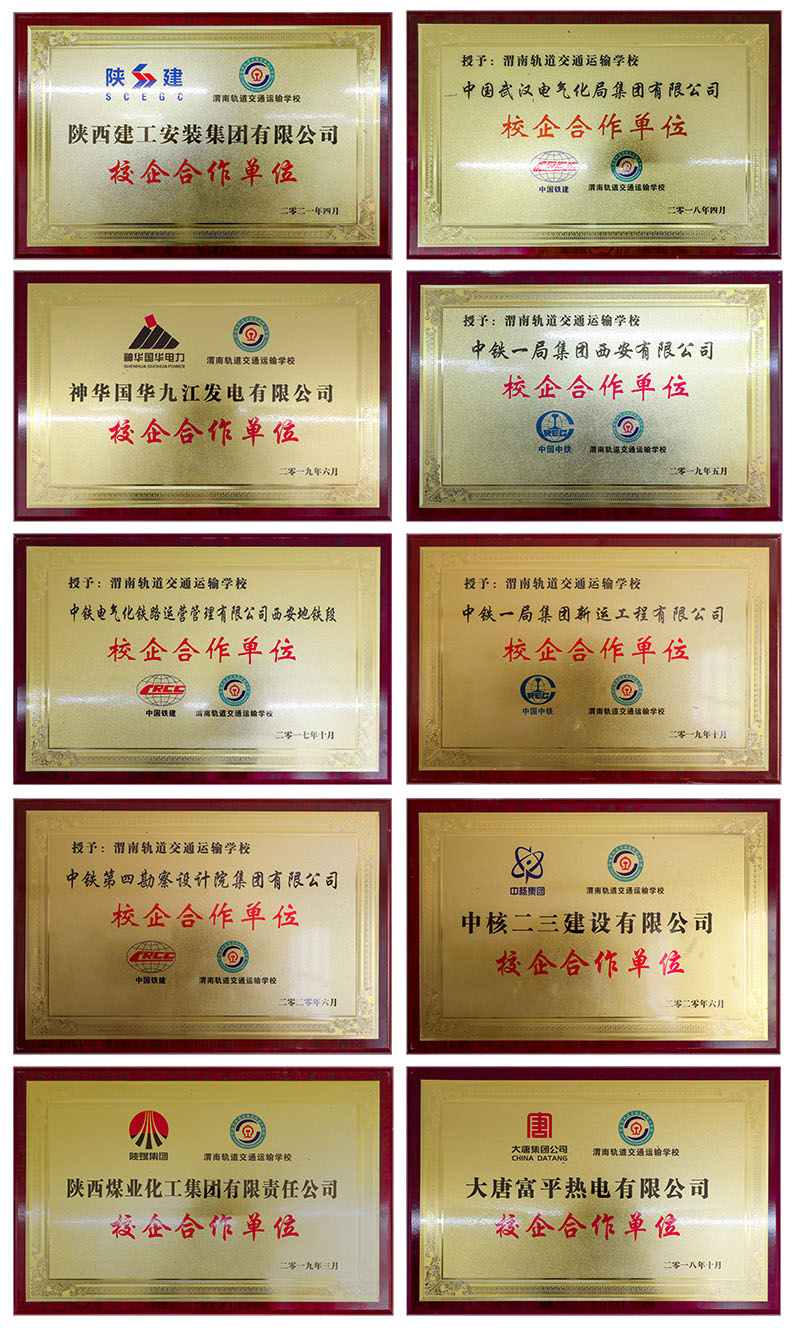 陕建
SCEGC
渭南轨道交通运输学校
陕西建工安装集团有限公司
校企合作单位
二零二一年四月
授予：渭南轨道交通运输学校
中国武汉电气化局集团有限公司
校企合作单位
中国铁建
渭南轨道交通运输学校
二零一八年四月
神华国华电力
SHENHUA GUOHUA POWER
渭南轨道交通运输学校
神华国华九江发电有限公司
校企合作单位
二零一九年六月
授予：渭南轨道交通运输学校
中铁一局集团西安有限公司
校企合作单位
CREC
中国中铁
渭南轨道交通运输学校
二零一九年五月
授予：渭南轨道交通运输学校
中铁电气化铁路运营管理有限公司西安地铁段
校企合作单位
CRCC
中国铁建
渭南轨道交通运输学校
二零一七年十月
授予：渭南轨道交通运输学校
中铁一局集团新运工程有限公司
校企合作单位
CREC
中国中铁
渭南轨道交通运输学校
二零一九年十月
授予：渭南轨道交通运输学校
中铁第四勘察设计院集团有限公司
校企合作单位
CRCC
中国铁建
渭南轨道交通运输学校
二零二零年六月
中核集团
渭南轨道交通运输学校
中核二三建设有限公司
校企合作单位
二零二零年六月
陕煤集团
渭南轨道交通运输学校
陕西煤业化工集团有限责任公司
校企合作单位
二零一九年三月
唐
大唐集团公司
CHINA DATANG
渭南轨道交通运输学校
大唐富平热电有限公司
校企合作单位
二零一八年十月